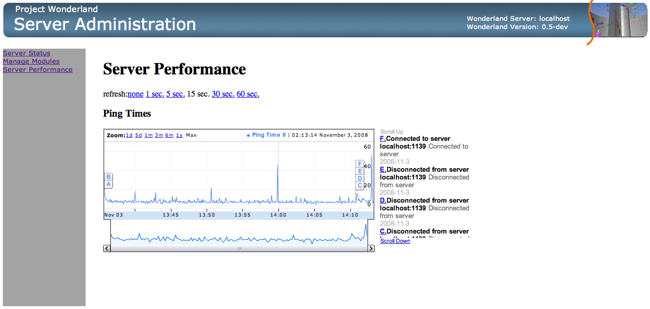 Project Wonderland
Server Administration
Wonderland Server: localhost
Wonderland Version: 0.5-dev
Server Status
Manage Modules
Server Performance
Server Performance
refresh:none 1 sec. 5 sec. 15 sec. 30 sec. 60 sec.
Ping Times
Zoom:1d 5d 1m 3m 6m 1y Max
Ping Time 8 | 02:13:14 November 3, 2008
60
40
20
0
B
A
F
E
D
C
Nov 03 13:45 13:50 13:55 14:00 14:05 14:10
Scroll Up
F.Connected to server
localhost:1139 Connected to
server
2008-11-3
E.Disconnected from server
localhost:1139 Disconnected
from server
2008-11-3
D.Disconnected from server
localhost:1139 Disconnected
from server
2008-11-3
C.Disconnected from server
Scroll Down